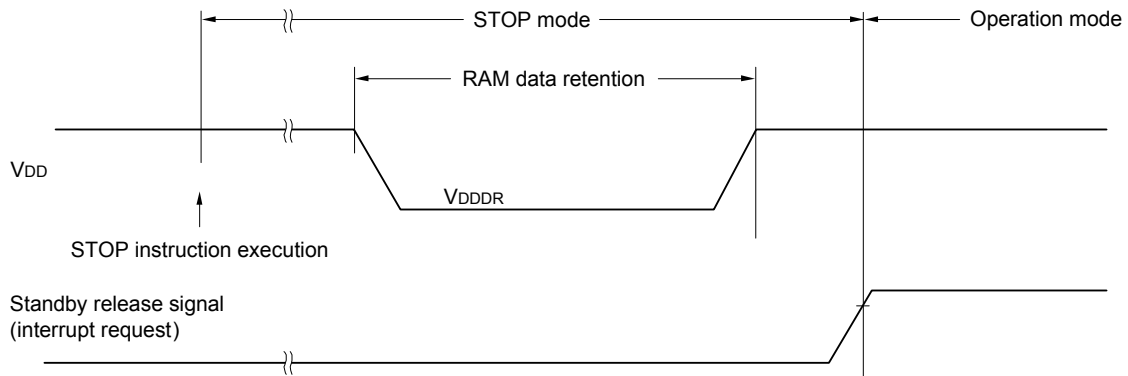 STOP mode
Operation mode
RAM data retention
VDD
VDDDR
STOP instruction execution
Standby release signal
(interrupt request)